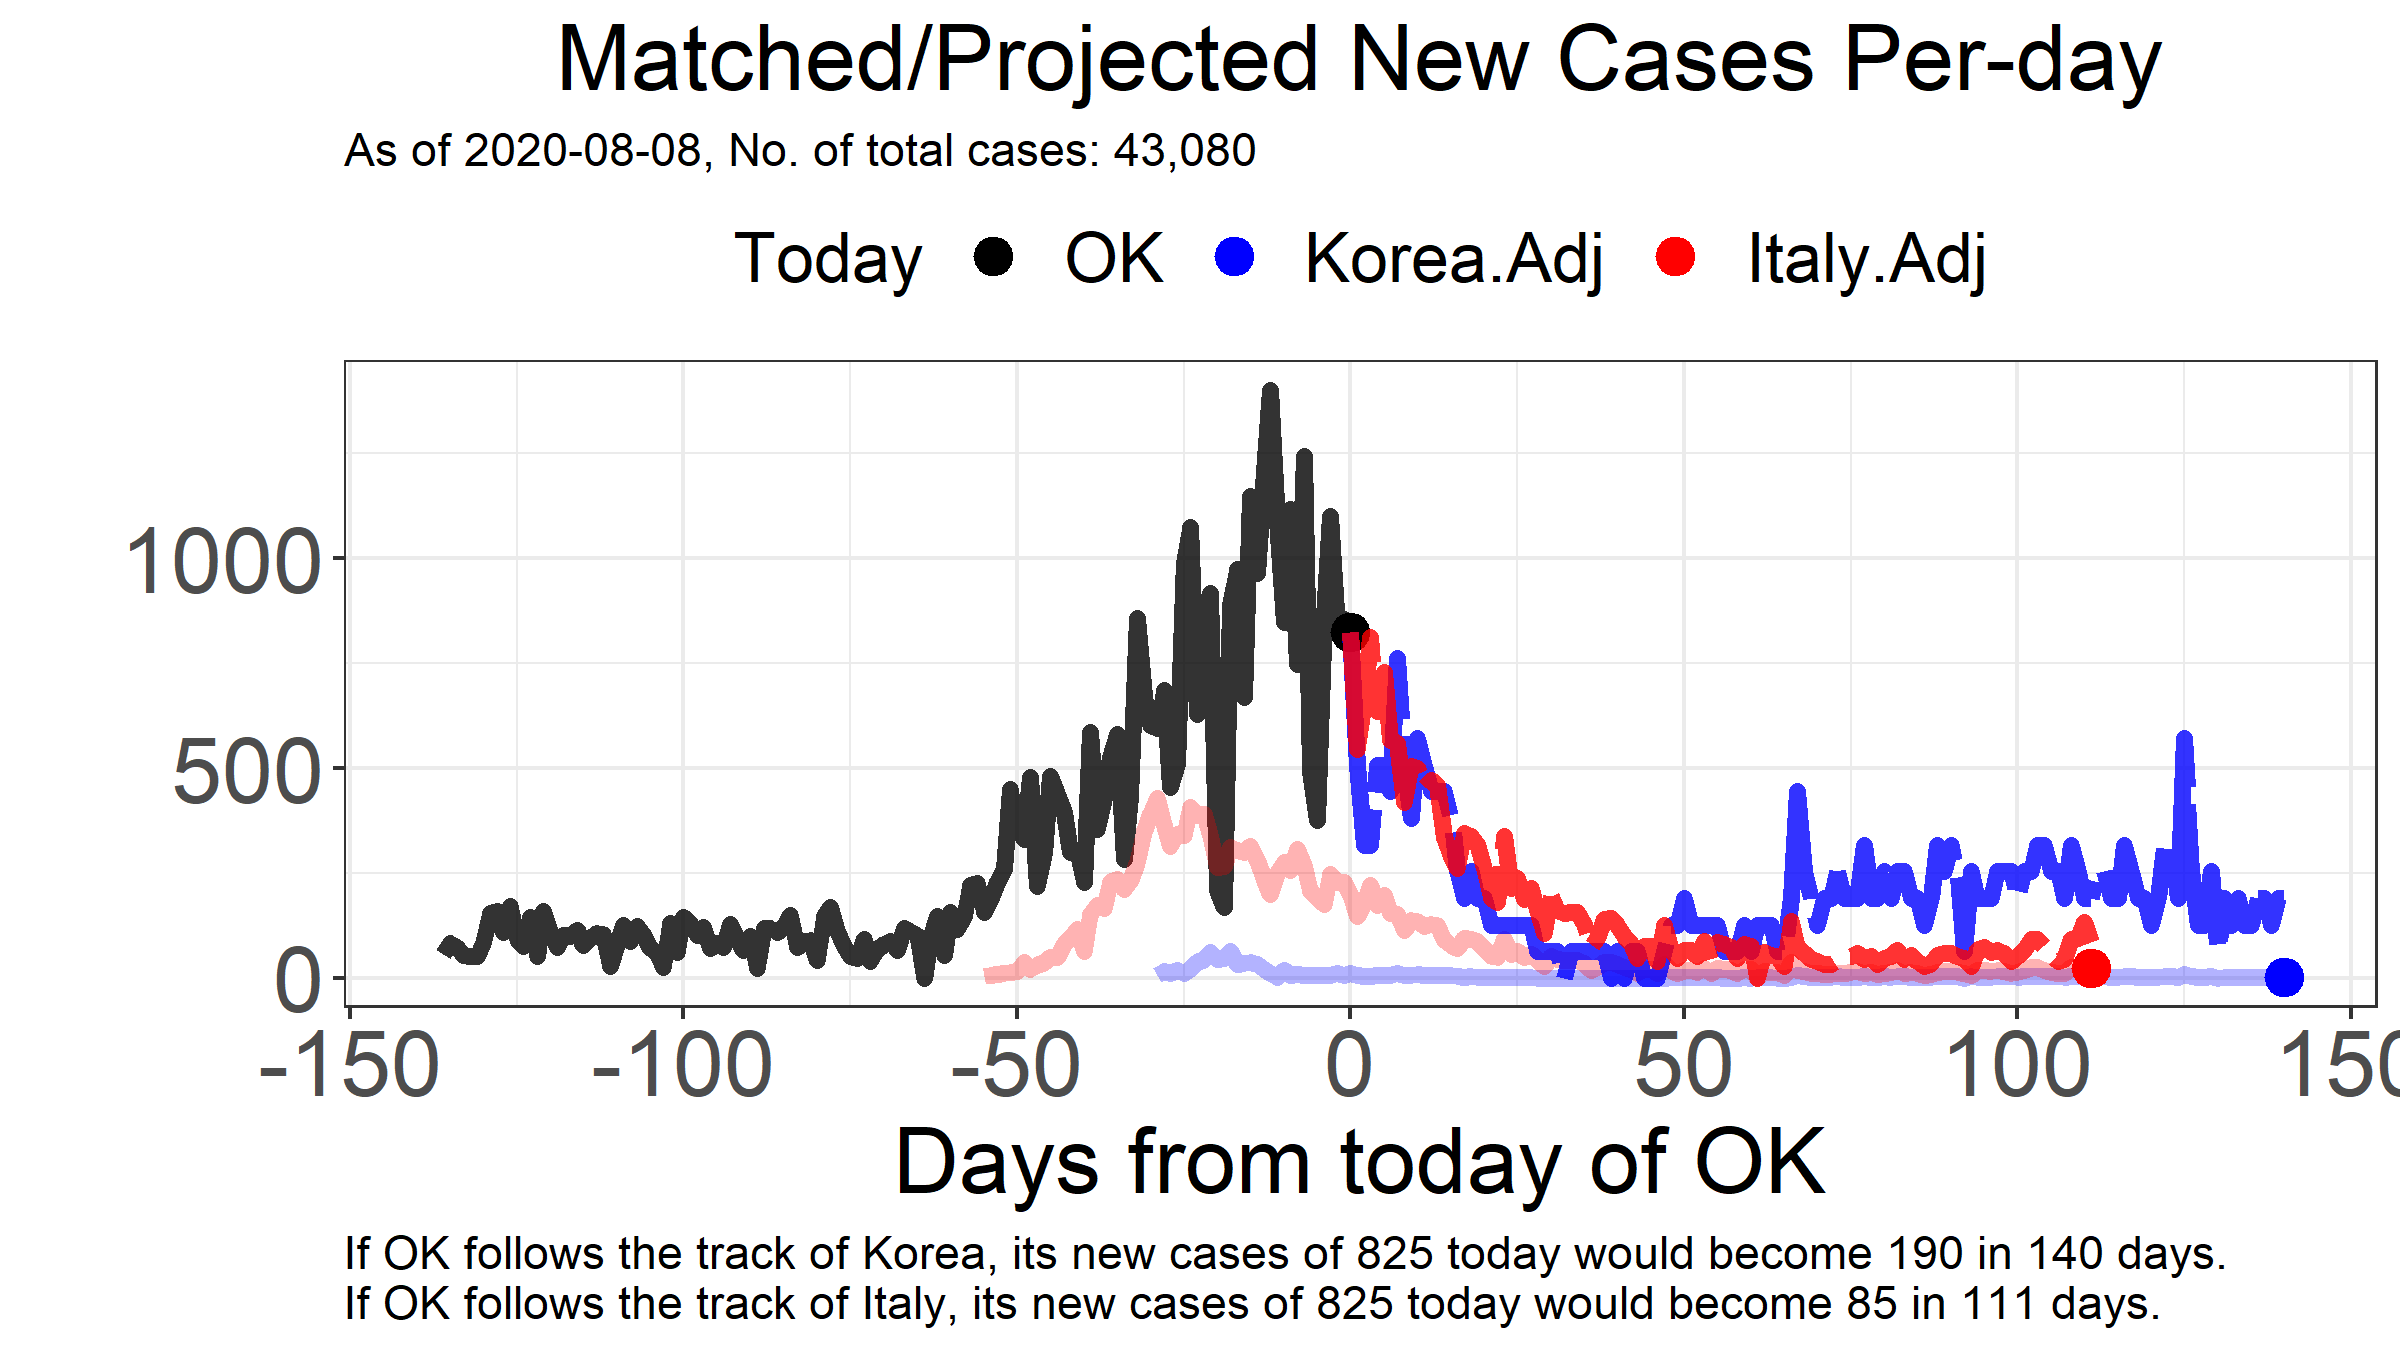 Matched/Projected New Cases Per-day
As of 2020-08-08, No. of total cases: 43,080
Today OK Korea.Adj Italy.Adj
1000
500
0
-150 -100 -50 0 50 100 150
Days from today of OK
If OK follows the track of Korea, its new cases of 825 today would become 190 in 140 days.
If OK follows the track of Italy, its new cases of 825 today would become 85 in 111 days.